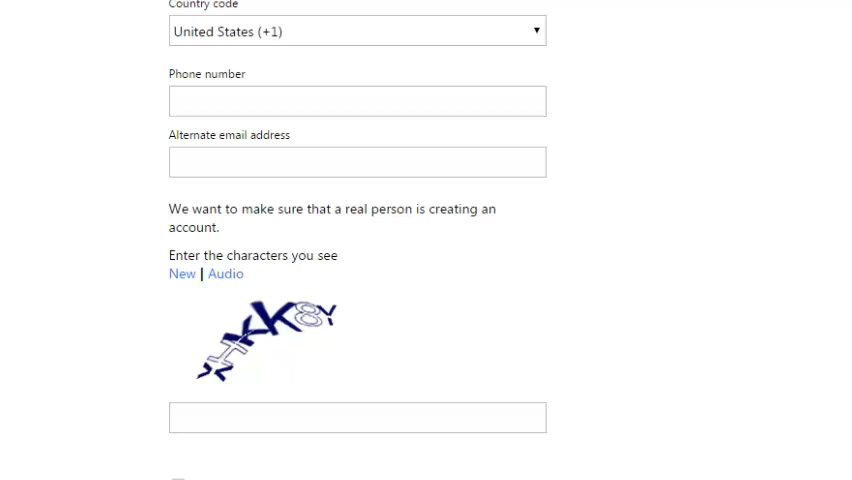 Country code
United States (+1)
Phone number
Alternate email address
We want to make sure that a real person is creating an
account.
Enter the characters you see
New | Audio